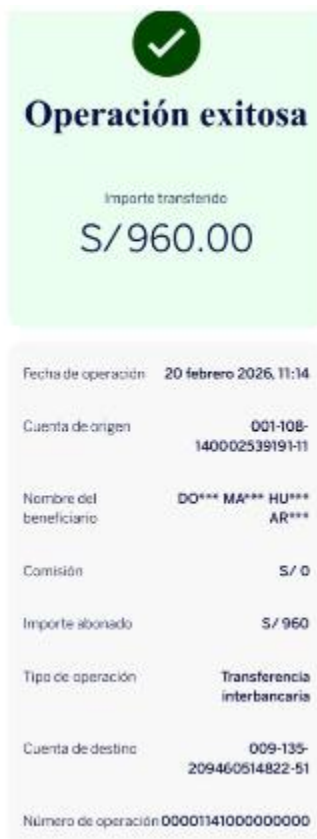 Operación exitosa
Importe transferido
S/960.00
Fecha de operación 20 febrero 2026, 11:14
Cuenta de origen 001-108-
140002539191-11
Nombre del DO*** MA*** HU***
beneficiario AR***
Comisión S/ 0
Importe abonado S/ 960
Tipo de operación Transferencia
interbancaria
Cuenta de destino 009-135-
209460514822-51
Número de operación 00001141000000000